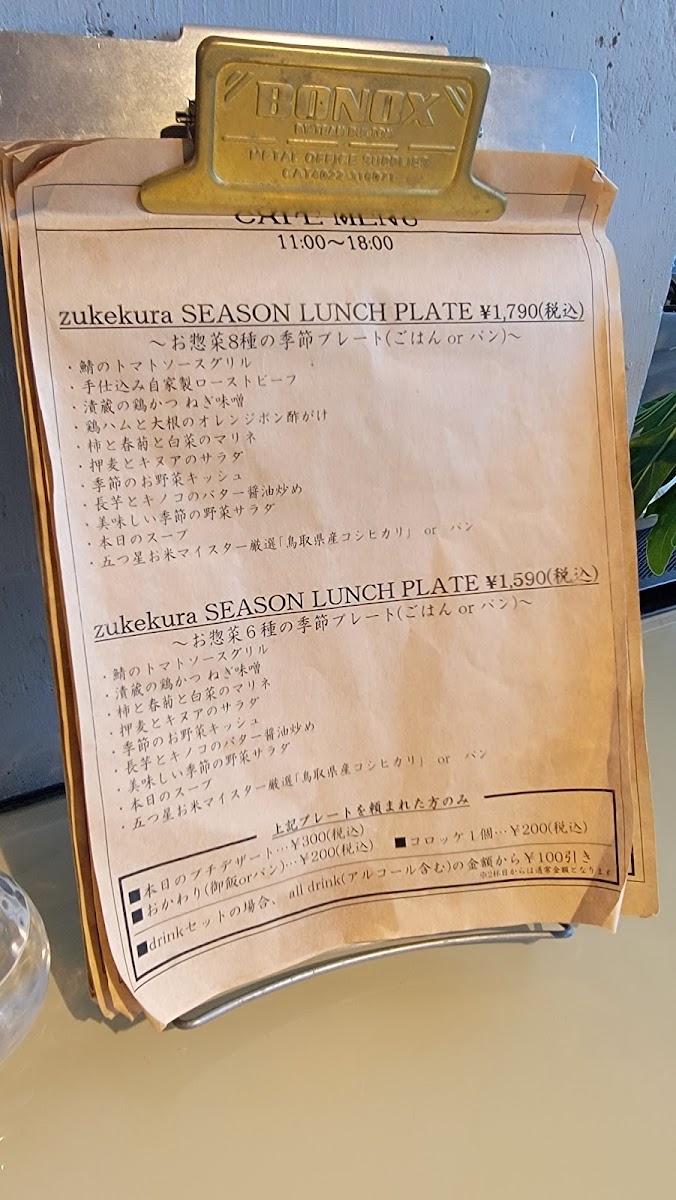 BONOX
METAL OFFICE SUPPLIES
CAFE MENU
11:00～18:00
zukekura SEASON LUNCH PLATE ¥1,790(税込)
～お惣菜8種の季節プレート(ごはん or パン)～
・鯖のトマトソースグリル
・手仕込み自家製ローストビーフ
・漬蔵の鶏かつ ねぎ味噌
・鶏ハムと大根のオレンジポン酢がけ
・柿と春菊と白菜のマリネ
・押麦とキヌアのサラダ
・季節のお野菜キッシュ
・長芋とキノコのバター醤油炒め
・美味しい季節の野菜サラダ
・本日のスープ
・五つ星お米マイスター厳選「鳥取県産コシヒカリ」 or パン
zukekura SEASON LUNCH PLATE ¥1,590(税込)
～お惣菜６種の季節プレート(ごはん or パン)～
・鯖のトマトソースグリル
・漬蔵の鶏かつ ねぎ味噌
・柿と春菊と白菜のマリネ
・押麦とキヌアのサラダ
・季節のお野菜キッシュ
・長芋とキノコのバター醤油炒め
・美味しい季節の野菜サラダ
・本日のスープ
・五つ星お米マイスター厳選「鳥取県産コシヒカリ」 or パン
上記プレートを頼まれた方のみ
■本日のプチデザート…￥300(税込)
■コロッケ１個…￥200(税込)
■おかわり(御飯orパン)…￥200(税込)
■drinkセットの場合、 all drink(アルコール含む)の金額から￥100引き
※2杯目からは通常金額となります